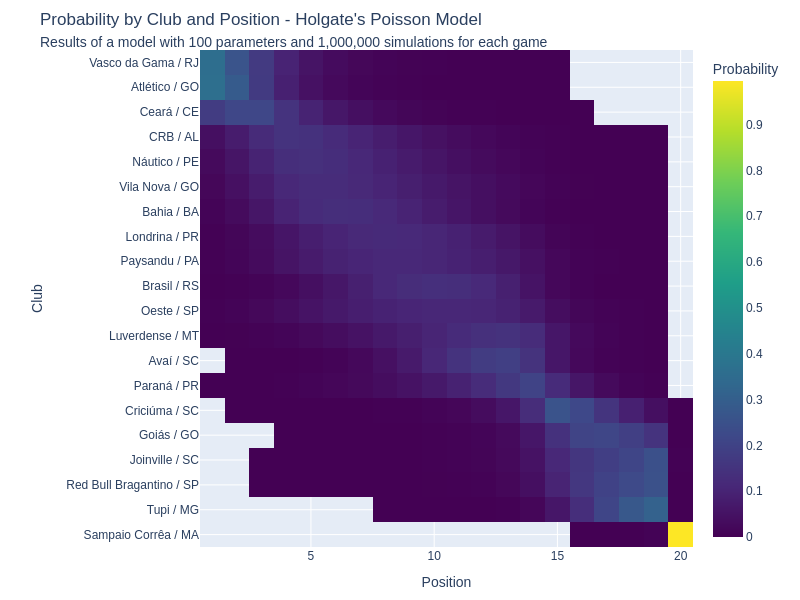 Probability by Club and Position - Holgate's Poisson Model
Results of a model with 100 parameters and 1,000,000 simulations for each game
Probability
Vasco da Gama / RJ
Atlético / GO
Ceará / CE
CRB / AL
Náutico / PE
Vila Nova / GO
Bahia / BA
Londrina / PR
Paysandu / PA
Brasil / RS
Oeste / SP
Luverdense / MT
Avaí / SC
Paraná / PR
Criciúma / SC
Goiás / GO
Joinville / SC
Red Bull Bragantino / SP
Tupi / MG
Sampaio Corrêa / MA
Club
5
10
15
20
Position
0.9
0.8
0.7
0.6
0.5
0.4
0.3
0.2
0.1
0